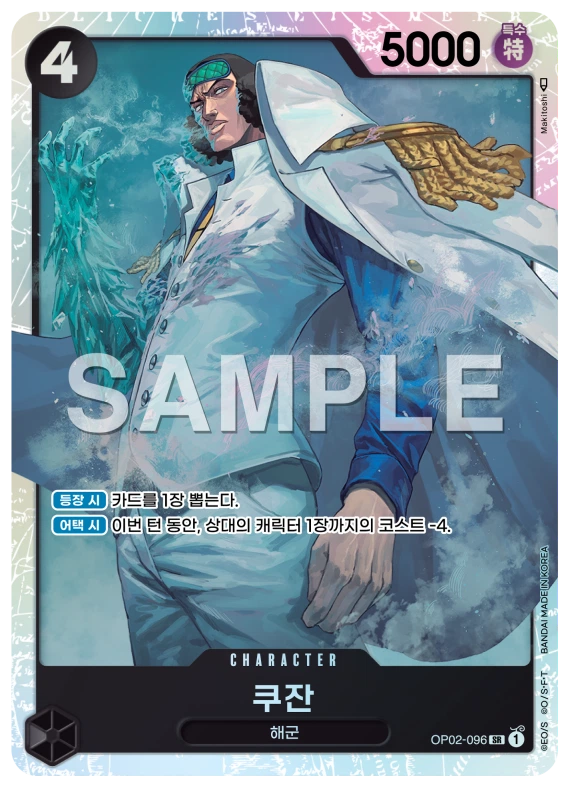 4
5000
특수
特
Makitoshi
SAMPLE
등장 시 카드를 1장 뽑는다.
어택 시 이번 턴 동안, 상대의 캐릭터 1장까지의 코스트 -4.
©EO/S ©O/S·F·T BANDAI MADE IN KOREA
CHARACTER
쿠잔
해군
OP02-096 SR 1